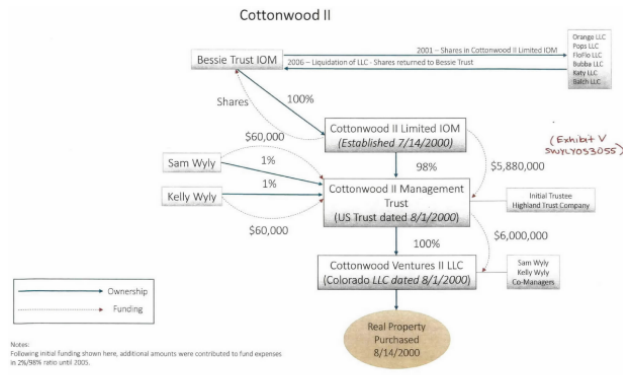 Cottonwood II
Bessie Trust IOM
2001 – Shares in Cottonwood II Limited IOM
2006 – Liquidation of LLC - Shares returned to Bessie Trust
Orange LLC
Pops LLC
FloFlo LLC
Bubba LLC
Katy LLC
Balch LLC
Shares
100%
$60,000
Cottonwood II Limited IOM
(Established 7/14/2000)
(Exhibit V
SWYLY053055)
Sam Wyly
1%
98%
$5,880,000
Kelly Wyly
1%
Cottonwood II Management
Trust
(US Trust dated 8/1/2000)
Initial Trustee
Highland Trust Company
$60,000
100%
$6,000,000
Cottonwood Ventures II LLC
(Colorado LLC dated 8/1/2000)
Sam Wyly
Kelly Wyly
Co-Managers
Ownership
Funding
Real Property
Purchased
8/14/2000
Notes:
Following initial funding shown here, additional amounts were contributed to fund expenses
in 2%/98% ratio until 2005.